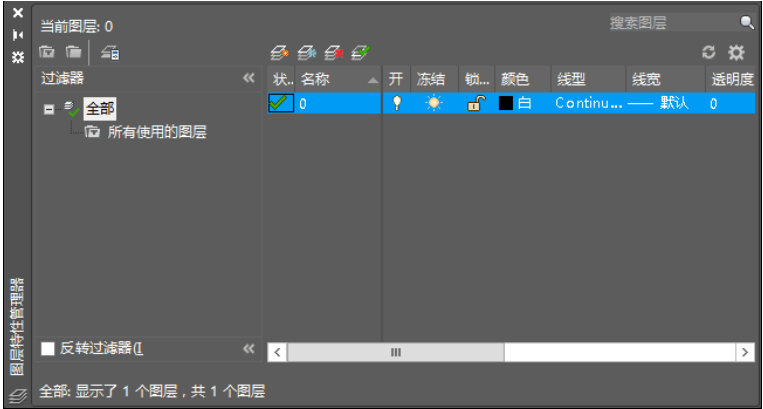 当前图层: 0
搜索图层
过滤器
状.. 名称 开 冻结 锁... 颜色 线型 线宽 透明度
全部
0 白 Continu... 默认 0
所有使用的图层
反转过滤器(I
全部: 显示了 1 个图层 , 共 1 个图层
图层特性管理器